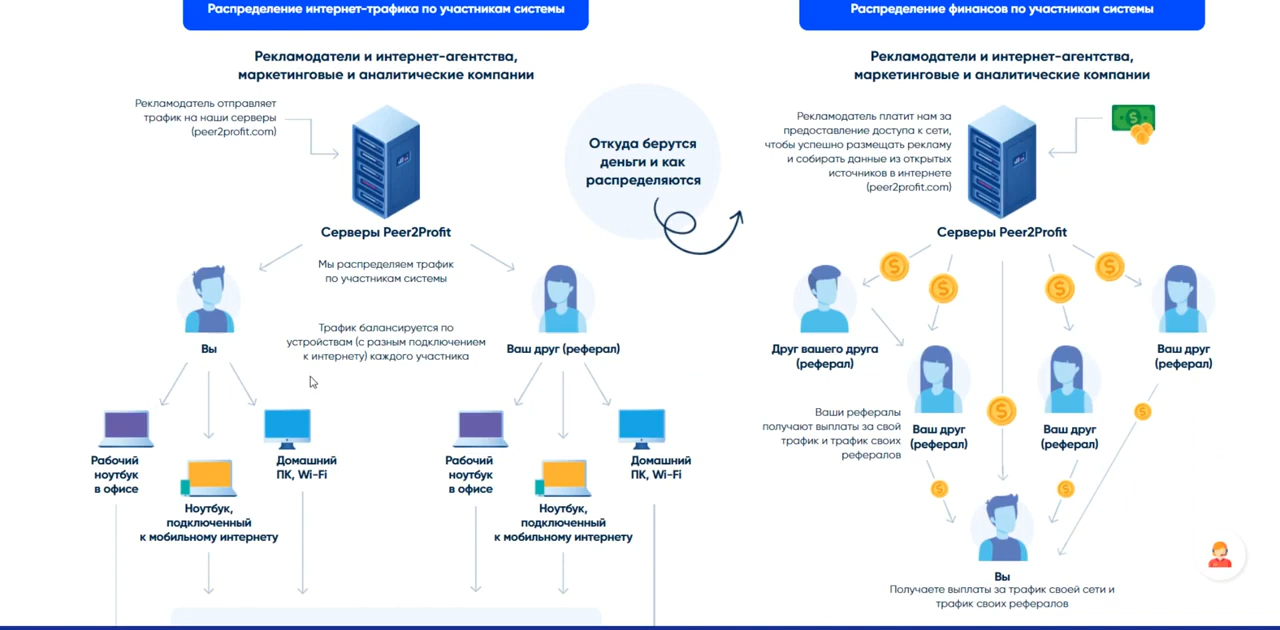 Распределение интернет-трафика по участникам системы
Рекламодатели и интернет-агентства,
маркетинговые и аналитические компании
Рекламодатель отправляет
трафик на наши серверы
(peer2profit.com)
Серверы Peer2Profit
Мы распределяем трафик
по участникам системы
Трафик балансируется по
устройствам (с разным подключением
к интернету) каждого участника
Вы
Ваш друг (реферал)
Рабочий
ноутбук
в офисе
Домашний
ПК, Wi-Fi
Ноутбук,
подключенный
к мобильному интернету
Рабочий
ноутбук
в офисе
Домашний
ПК, Wi-Fi
Ноутбук,
подключенный
к мобильному интернету
Откуда берутся
деньги и как
распределяются
Распределение финансов по участникам системы
Рекламодатели и интернет-агентства,
маркетинговые и аналитические компании
Рекламодатель платит нам за
предоставление доступа к сети,
чтобы успешно размещать рекламу
и собирать данные из открытых
источников в интернете
(peer2profit.com)
Серверы Peer2Profit
Друг вашего друга
(реферал)
Ваш друг
(реферал)
Ваш друг
(реферал)
Ваш друг
(реферал)
Ваши рефералы
получают выплаты за свой
трафик и трафик своих
рефералов
Вы
Получаете выплаты за трафик своей сети и
трафик своих рефералов